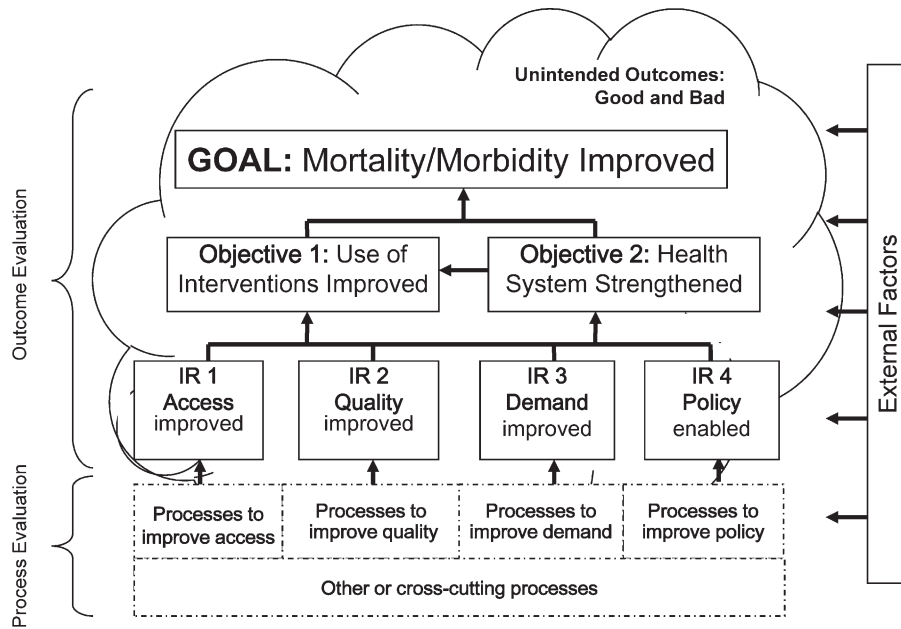 Unintended Outcomes:
Good and Bad
GOAL: Mortality/Morbidity Improved
Objective 1: Use of
Interventions Improved
Objective 2: Health
System Strengthened
IR 1
Access
improved
IR 2
Quality
improved
IR 3
Demand
improved
IR 4
Policy
enabled
Processes to
improve access
Processes to
improve quality
Processes to
improve demand
Processes to
improve policy
Other or cross-cutting processes
Outcome Evaluation
Process Evaluation
External Factors